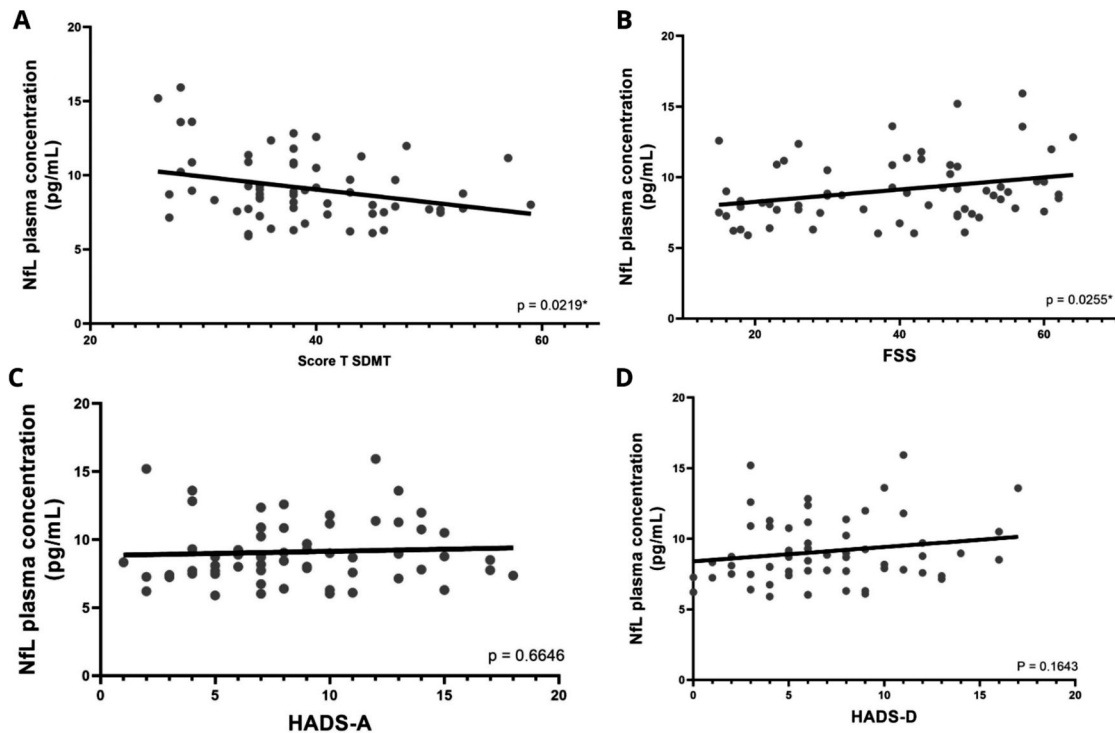 A
NfL plasma concentration
(pg/mL)
20
15
10
5
0
20
40
60
p = 0.0219*
Score T SDMT
B
NfL plasma concentration
(pg/mL)
20
15
10
5
0
20
40
60
p = 0.0255*
FSS
C
NfL plasma concentration
(pg/mL)
20
15
10
5
0
0
5
10
15
20
p = 0.6646
HADS-A
D
NfL plasma concentration
(pg/mL)
20
15
10
5
0
0
5
10
15
20
P = 0.1643
HADS-D